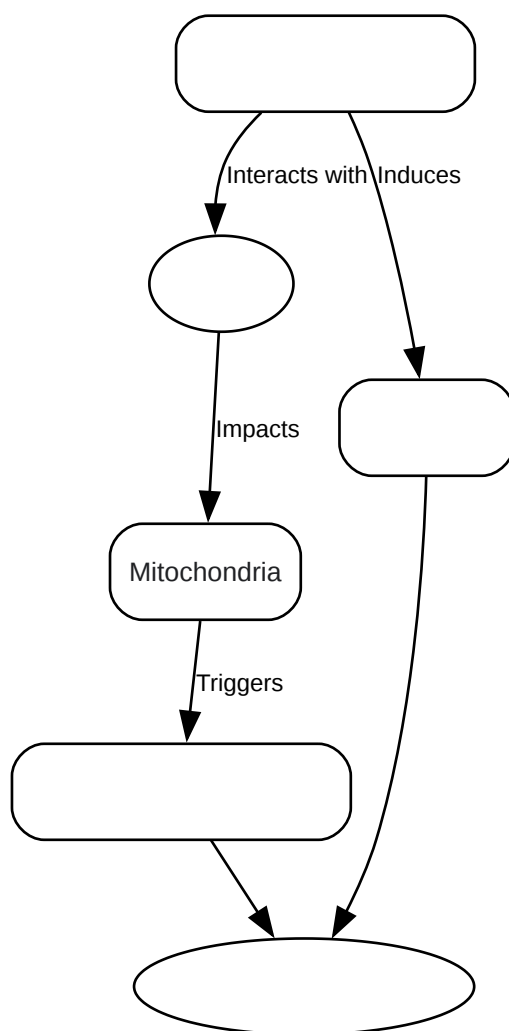 Interacts with
Induces
Impacts
Mitochondria
Triggers